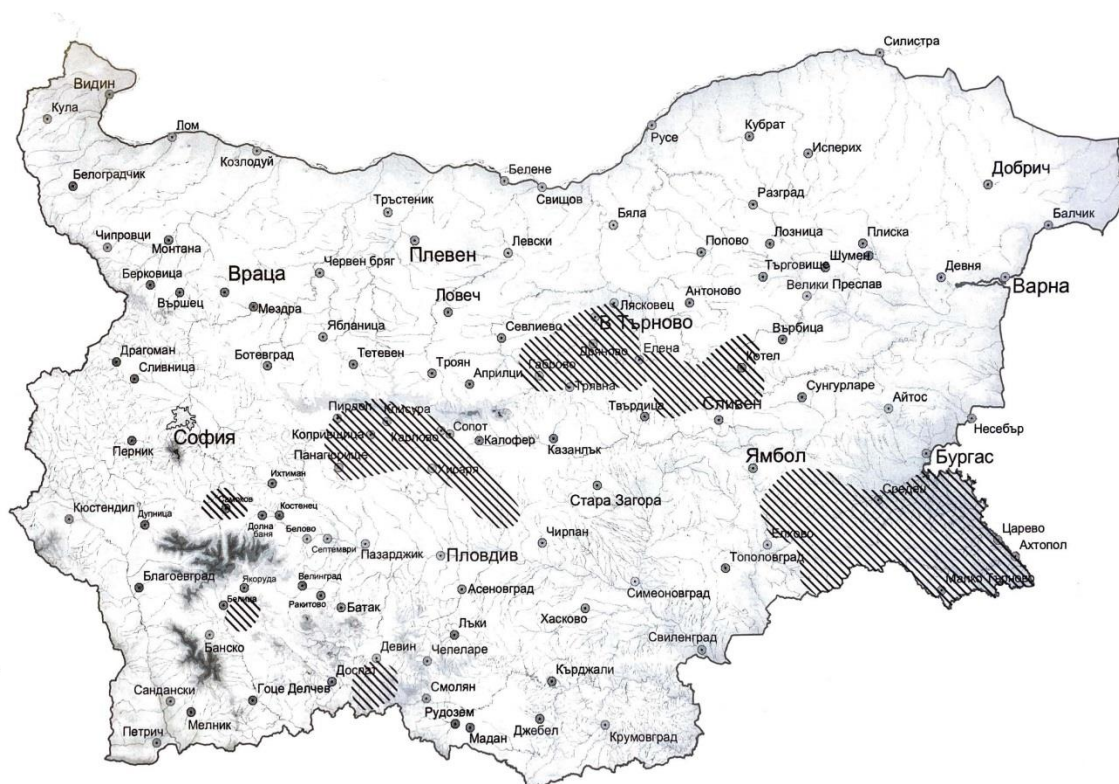 Силистра
Видин
Кула
Лом
Русе
Кубрат
Козлодуй
Исперих
Белене
Добрич
Белоградчик
Свищов
Разград
Тръстеник
Бяла
Балчик
Чипровци
Монтана
Плевен
Левски
Попово
Лозница
Плиска
Шумен
Берковица
Враца
Червен бряг
Търговище
Девня
Варна
Вършец
Велики Преслав
Мездра
Ловеч
Лясковец
Антоново
В Търново
Ябланица
Севлиево
Върбица
Дряново
Елена
Драгоман
Ботевград
Тетевен
Троян
Габрово
Котел
Сливница
Априлци
Трявна
Сунгурларе
Айтос
Пирдоп
Клисура
Твърдица
Сливен
Несебър
София
Копривщица
Карлово
Сопот
Калофер
Казанлък
Перник
Панагюрище
Хисаря
Ямбол
Бургас
Ихтиман
Стара Загора
Средец
Самоков
Костенец
Кюстендил
Дупница
Долна
баня
Белово
Септември
Пазарджик
Чирпан
Елхово
Царево
Ахтопол
Пловдив
Тополовград
Благоевград
Якоруда
Велинград
Асеновград
Симеоновград
Малко Търново
Белица
Ракитово
Батак
Хасково
Лъки
Банско
Девин
Чепеларе
Свиленград
Доспат
Кърджали
Сандански
Гоце Делчев
Смолян
Мелник
Рудозем
Джебел
Петрич
Мадан
Крумовград